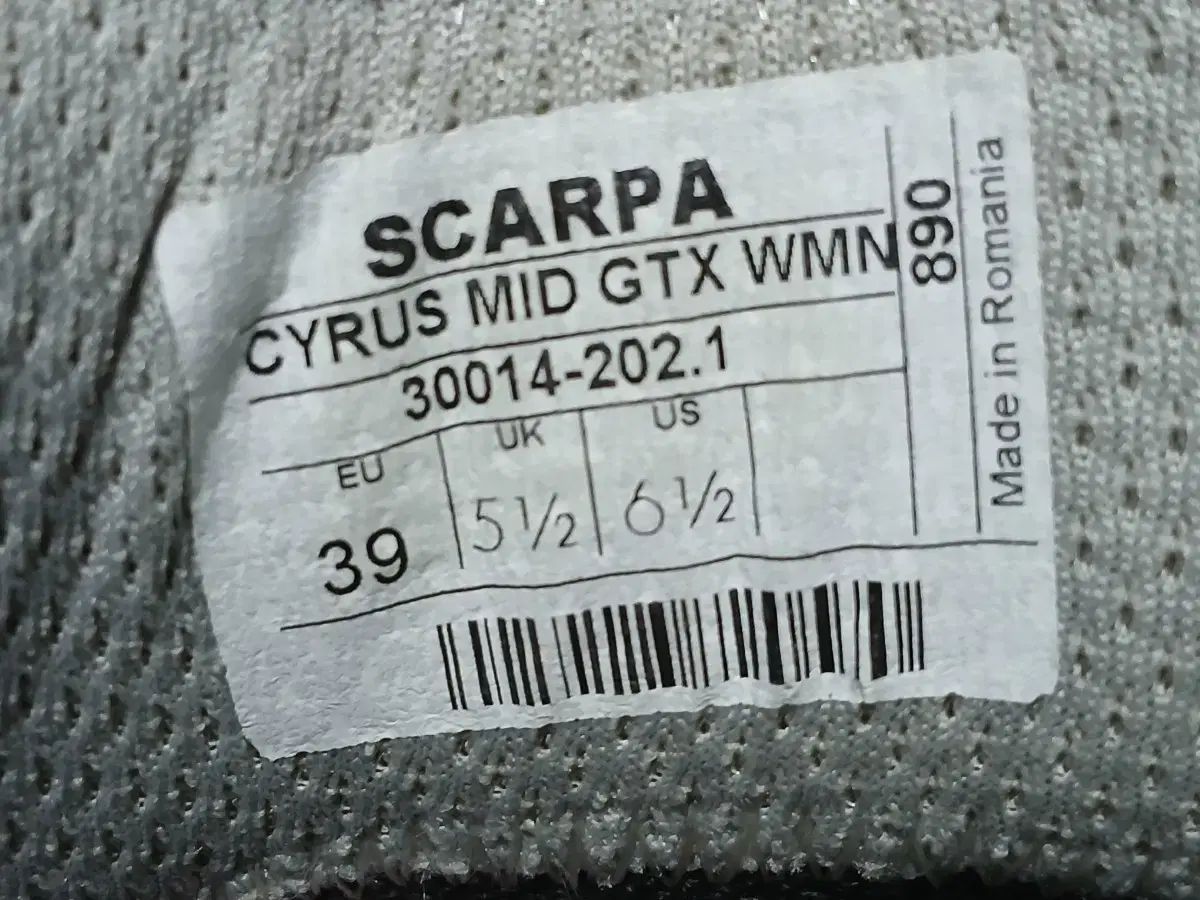 SCARPA
CYRUS MID GTX WMN
30014-202.1
EU UK US
39 5½ 6½
890
Made in Romania